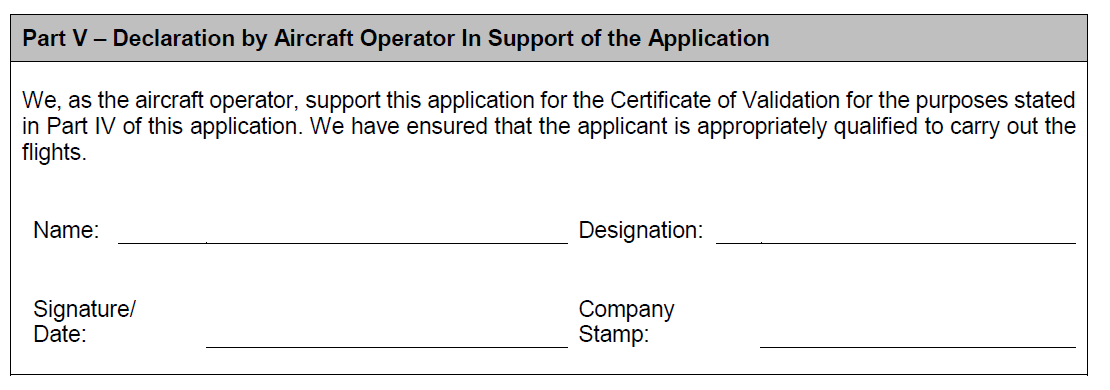 Part V – Declaration by Aircraft Operator In Support of the Application
We, as the aircraft operator, support this application for the Certificate of Validation for the purposes stated
in Part IV of this application. We have ensured that the applicant is appropriately qualified to carry out the
flights.
Name: Designation:
Signature/ Company
Date: Stamp: